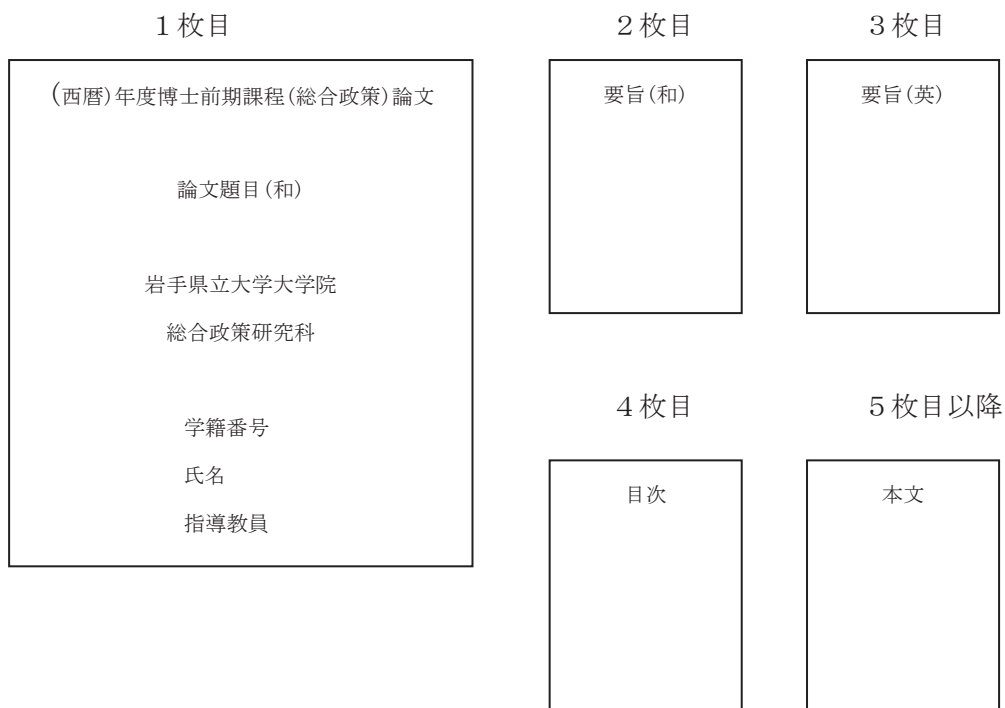 １枚目
(西暦)年度博士前期課程(総合政策)論文
論文題目(和)
岩手県立大学大学院
総合政策研究科
学籍番号
氏名
指導教員
２枚目
要旨(和)
３枚目
要旨(英)
４枚目
目次
５枚目以降
本文